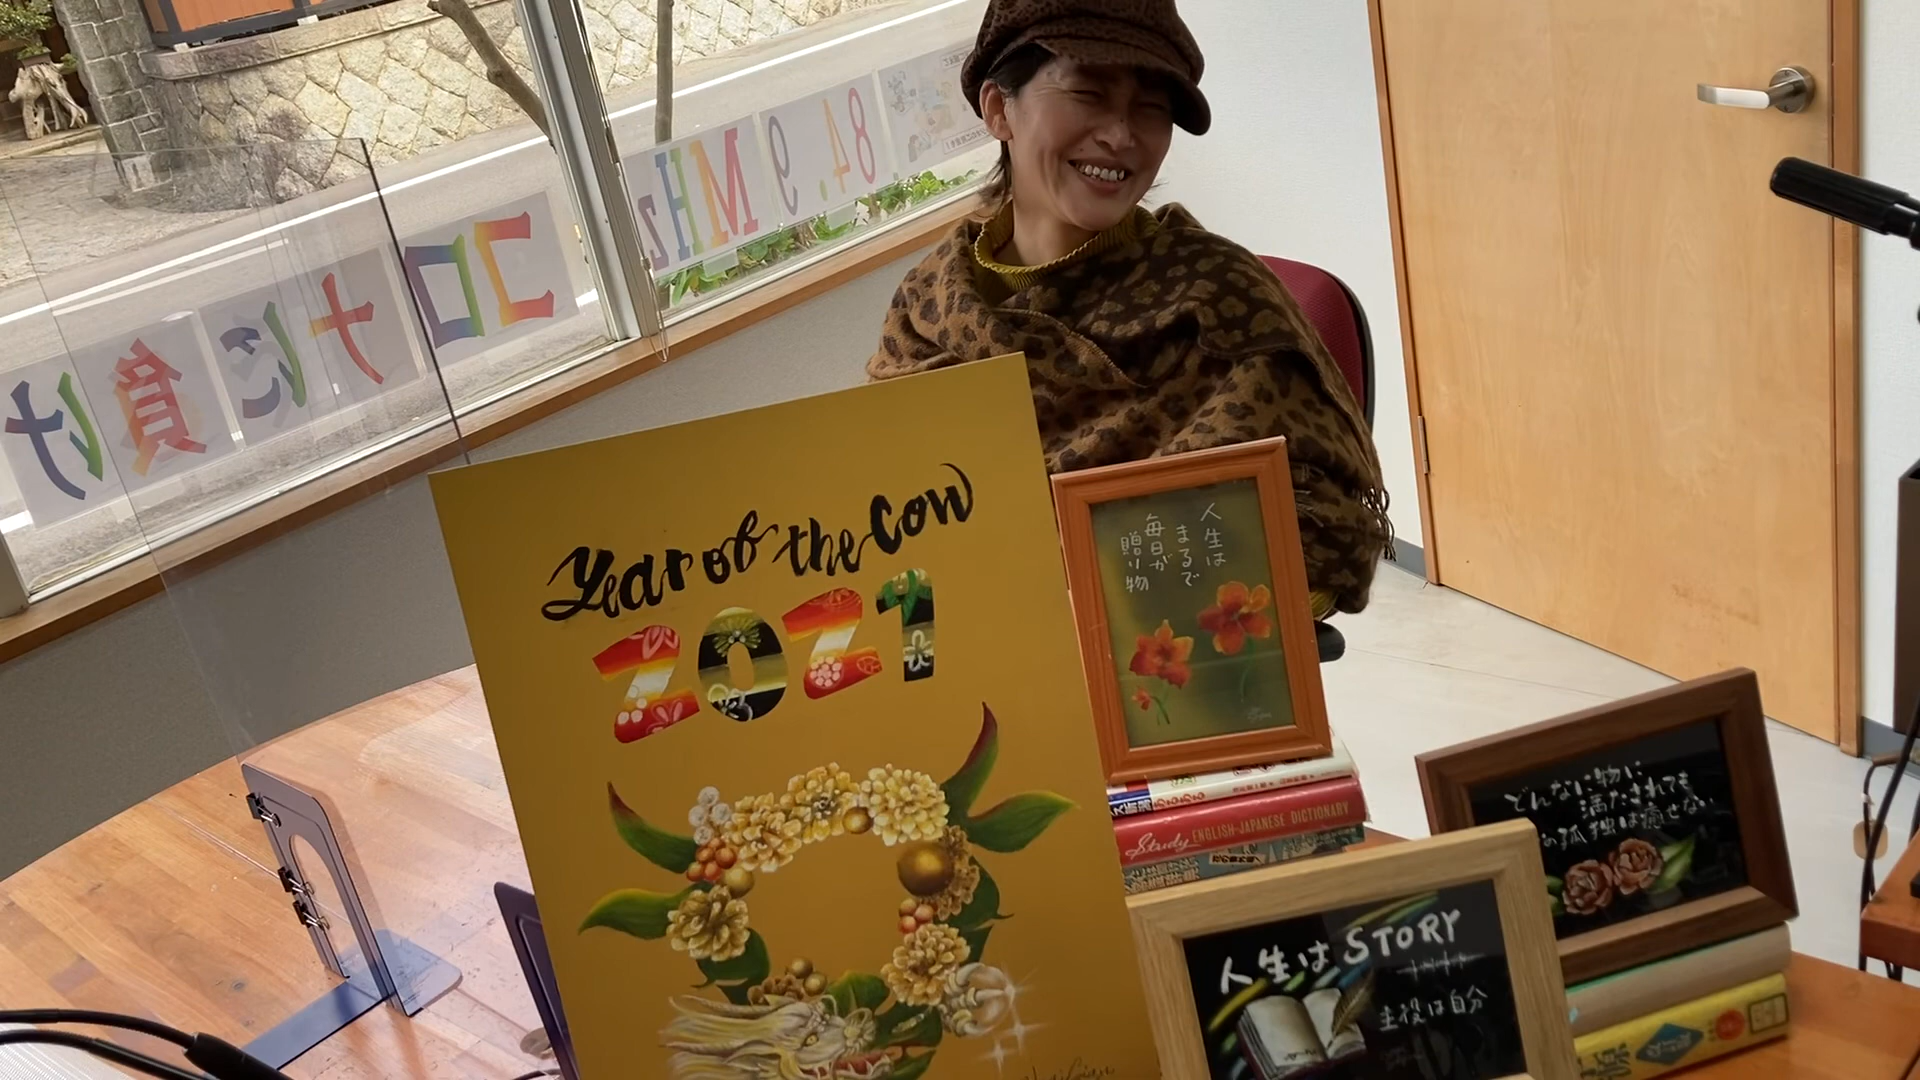 84.9MHz
コロナに負け
Year of the Cow
2021
人生は
まるで
毎日が
贈り物
Study ENGLISH-JAPANESE DICTIONARY
どんなに物に
満たされても
の孤独は癒せない
人生はSTORY
主役は自分